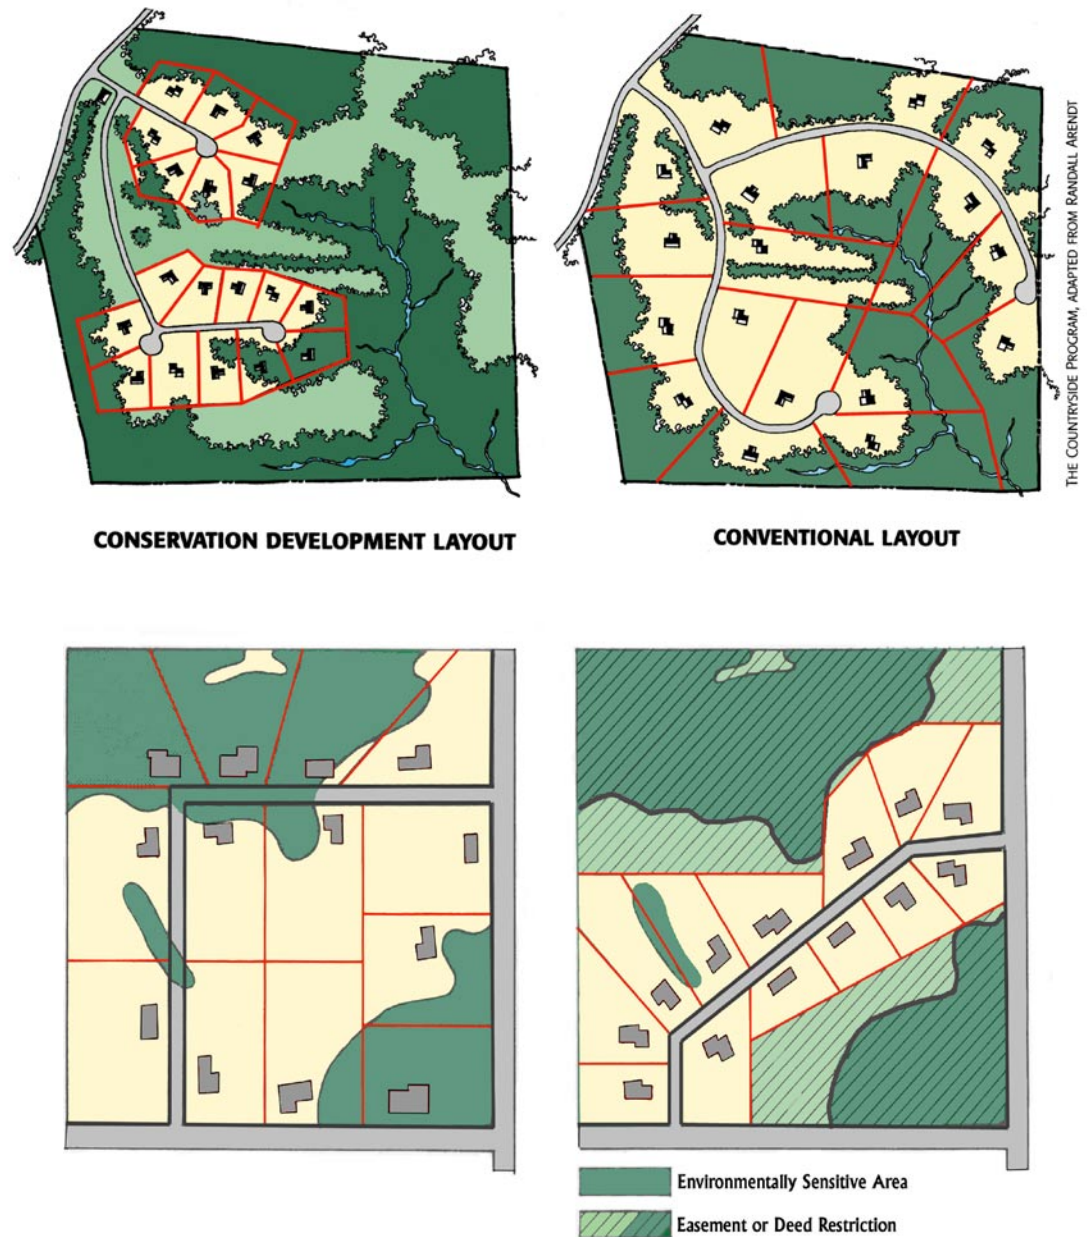 THE COUNTRYSIDE PROGRAM, ADAPTED FROM RANDALL ARENDT
CONSERVATION DEVELOPMENT LAYOUT
CONVENTIONAL LAYOUT
Environmentally Sensitive Area
Easement or Deed Restriction